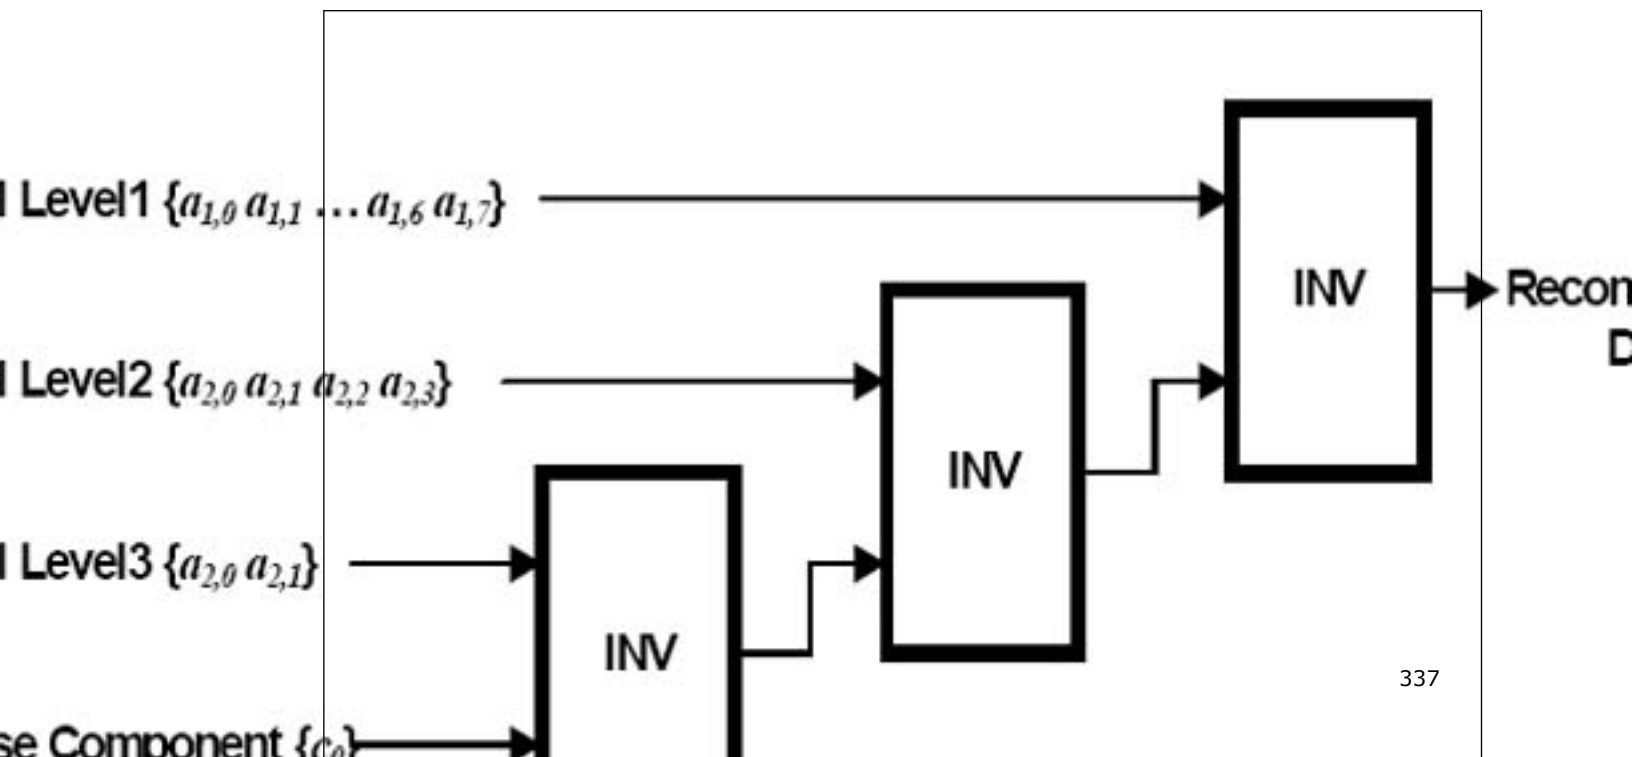 l Level1 {a1,0 a1,1 ... a1,6 a1,7}
INV
Recon
D
l Level2 {a2,0 a2,1 a2,2 a2,3}
INV
l Level3 {a2,0 a2,1}
INV
337
se Component {c0}